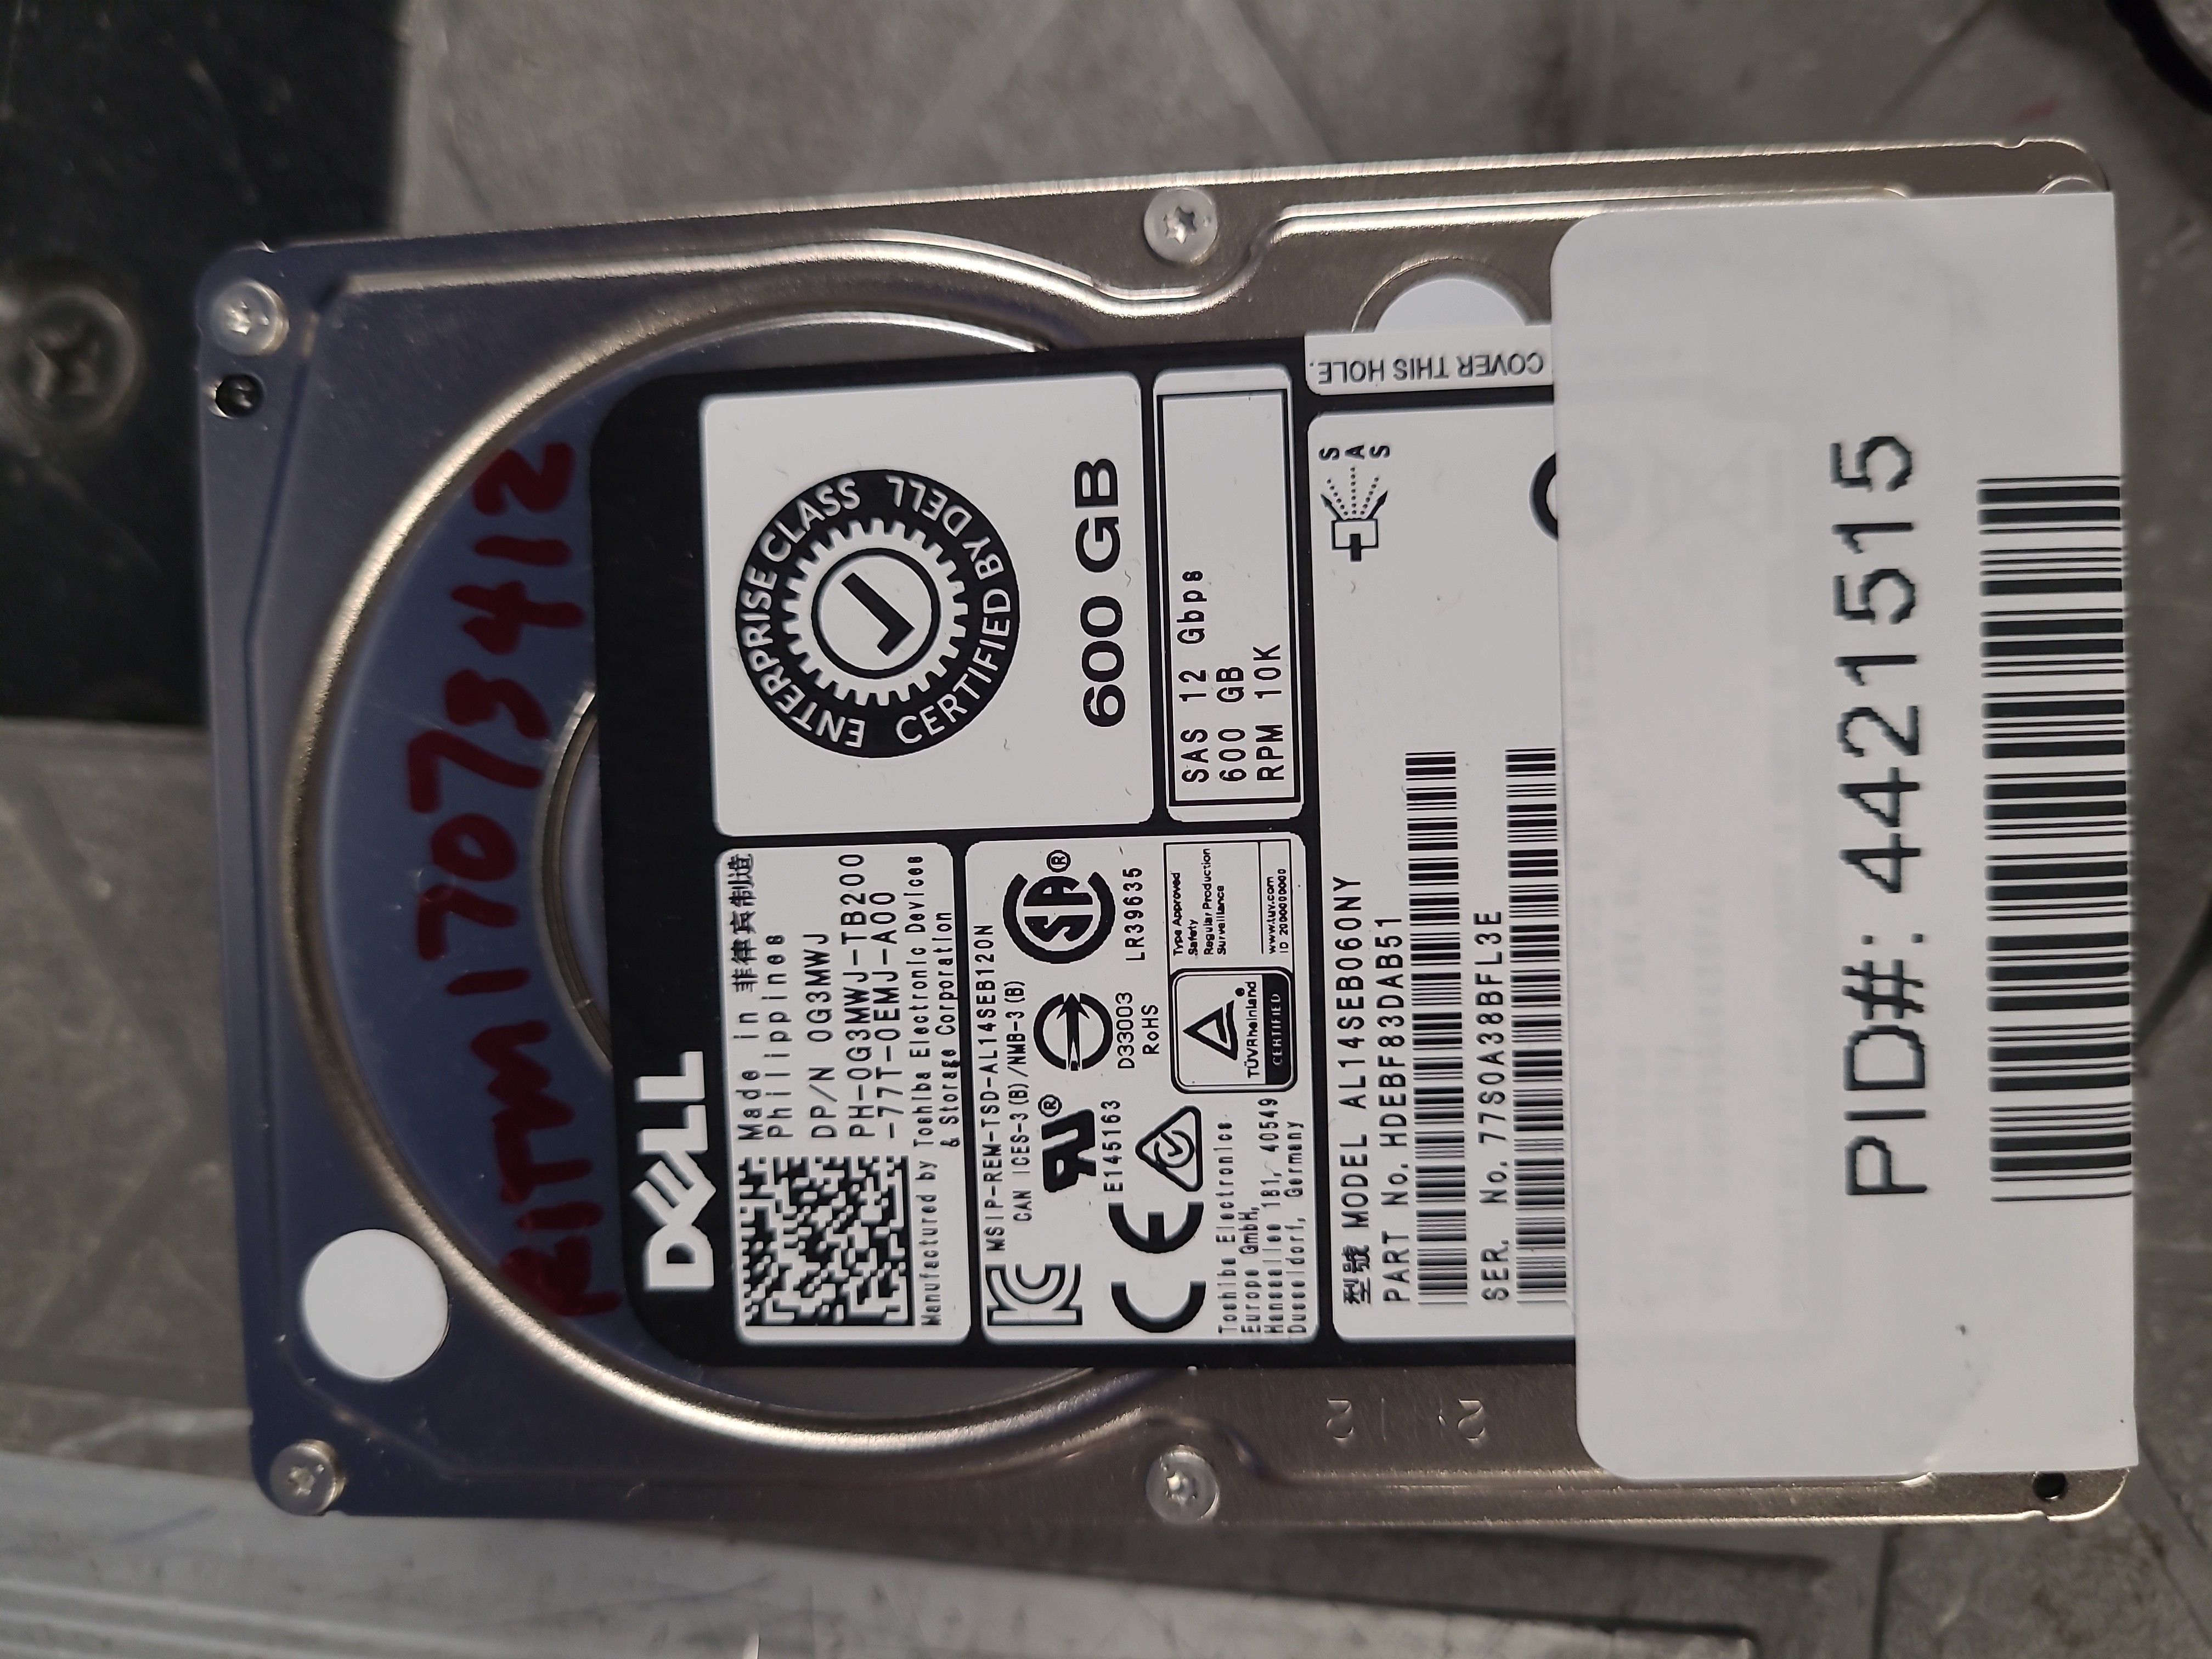 RITM17073412
DELL
Made in 菲律宾制造
Philippines
DP/N 0G3MWJ
PH-0G3MWJ-TB200
-77T-0EMJ-A00
Manufactured by Toshiba Electronic Devices
& Storage Corporation
ENTERPRISE CLASS
CERTIFIED BY DELL
600 GB
MSIP-REM-TSD-AL14SEB120N
CAN ICES-3(B)/NMB-3(B)
E145163
D33003
RoHS
LR39635
Toshiba Electronics
Europe GmbH,
Hansaallee 181, 40549
Dusseldorf, Germany
TÜVRheinland®
CERTIFIED
Type Approved
Safety
Regular Production
Surveillance
www.tuv.com
ID 2000000000
SAS 12 Gbps
600 GB
RPM 10K
型號 MODEL AL14SEB060NY
PART No. HDEBF83DAB51
SER. No. 77S0A38BFL3E
SAS
COVER THIS HOLE.
2112
PID#: 4421515